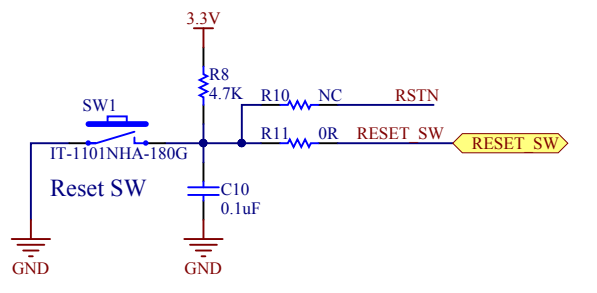 3.3V
R8
4.7K
R10 NC RSTN
SW1
R11 0R RESET_SW RESET_SW
IT-1101NHA-180G
Reset SW
C10
0.1uF
GND GND